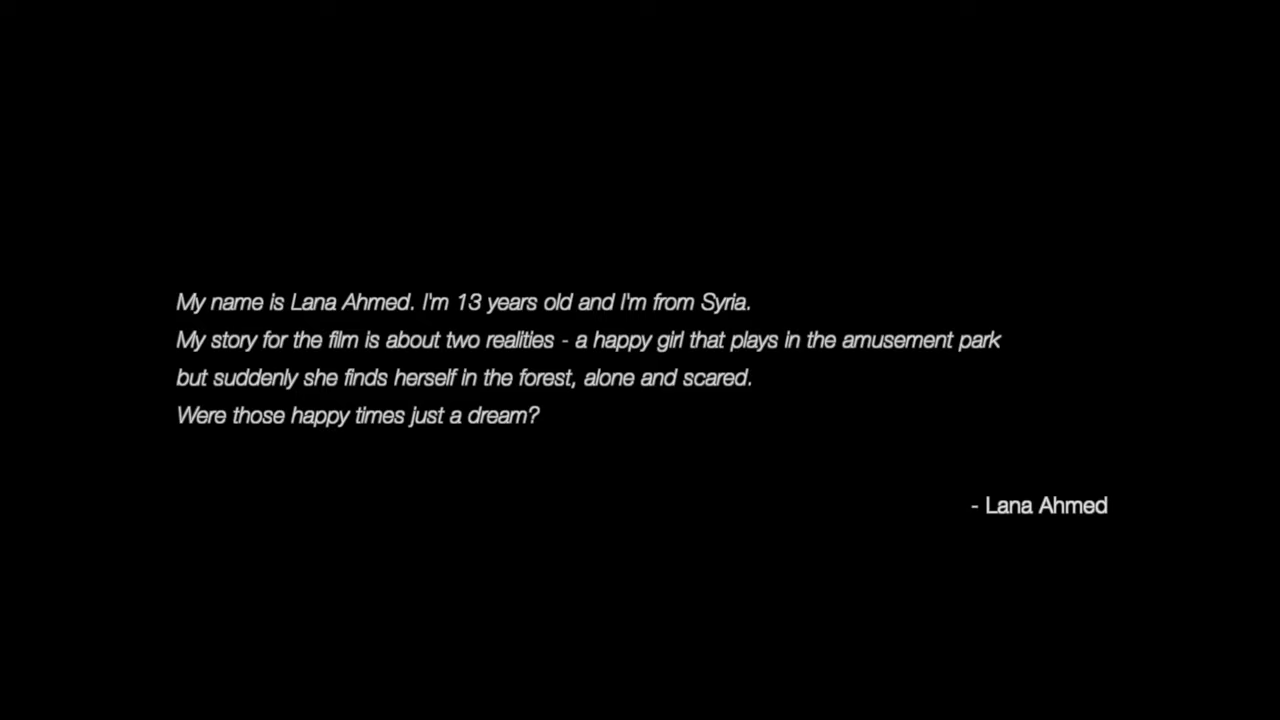 My name is Lana Ahmed. I'm 13 years old and I'm from Syria.
My story for the film is about two realities - a happy girl that plays in the amusement park
but suddenly she finds herself in the forest, alone and scared.
Were those happy times just a dream?
- Lana Ahmed